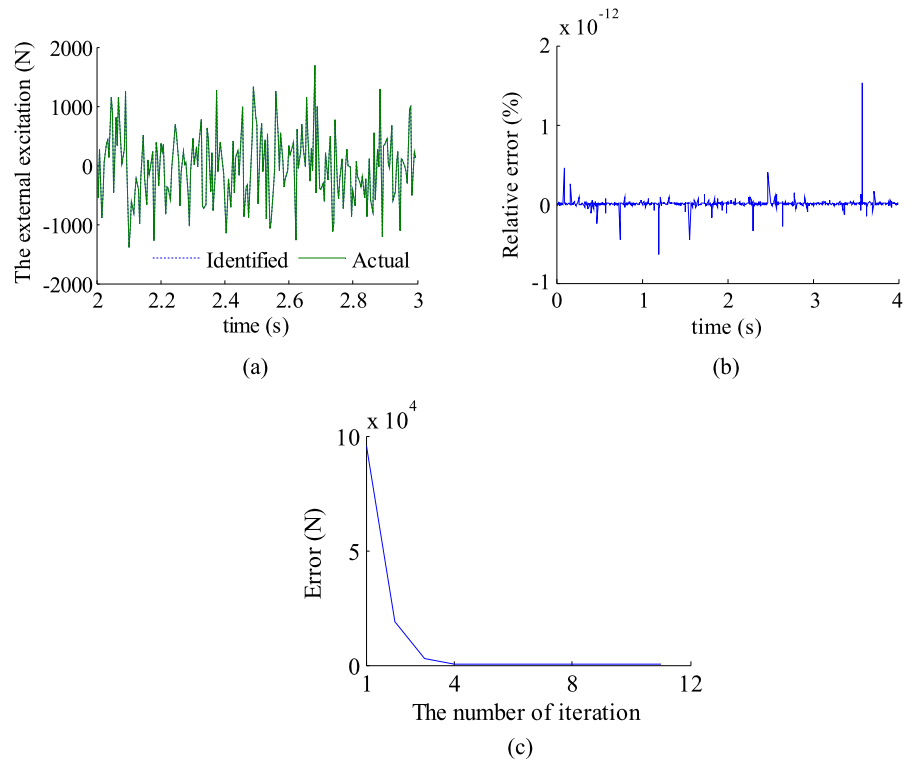 The external excitation (N)
2000
1000
0
-1000
-2000
Identified
Actual
2
2.2
2.4
2.6
2.8
3
time (s)
(a)
x 10^-12
Relative error (%)
2
1
0
-1
0
1
2
3
4
time (s)
(b)
x 10^4
Error (N)
10
5
0
1
4
8
12
The number of iteration
(c)